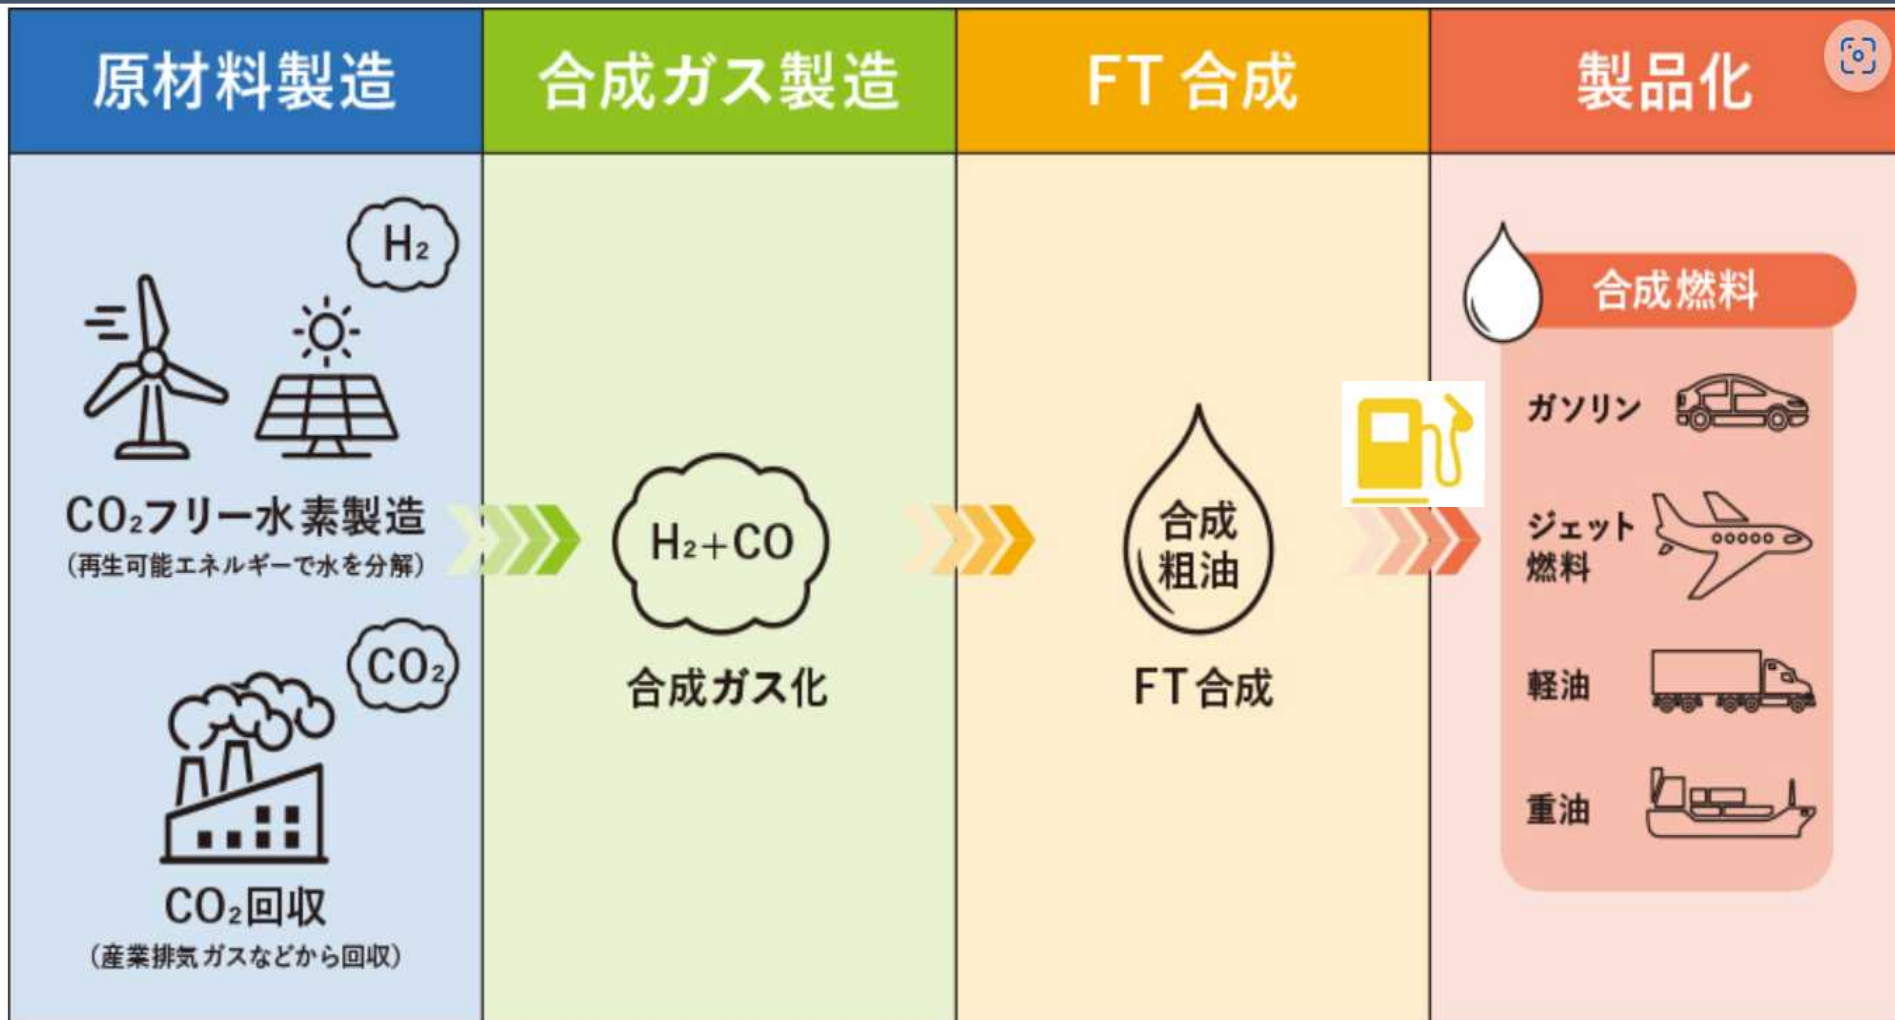 原材料製造
H₂
CO₂フリー水素製造
(再生可能エネルギーで水を分解)
CO₂
CO₂回収
(産業排気ガスなどから回収)
合成ガス製造
H₂+CO
合成ガス化
FT 合成
合成
粗油
FT 合成
製品化
合成燃料
ガソリン
ジェット
燃料
軽油
重油